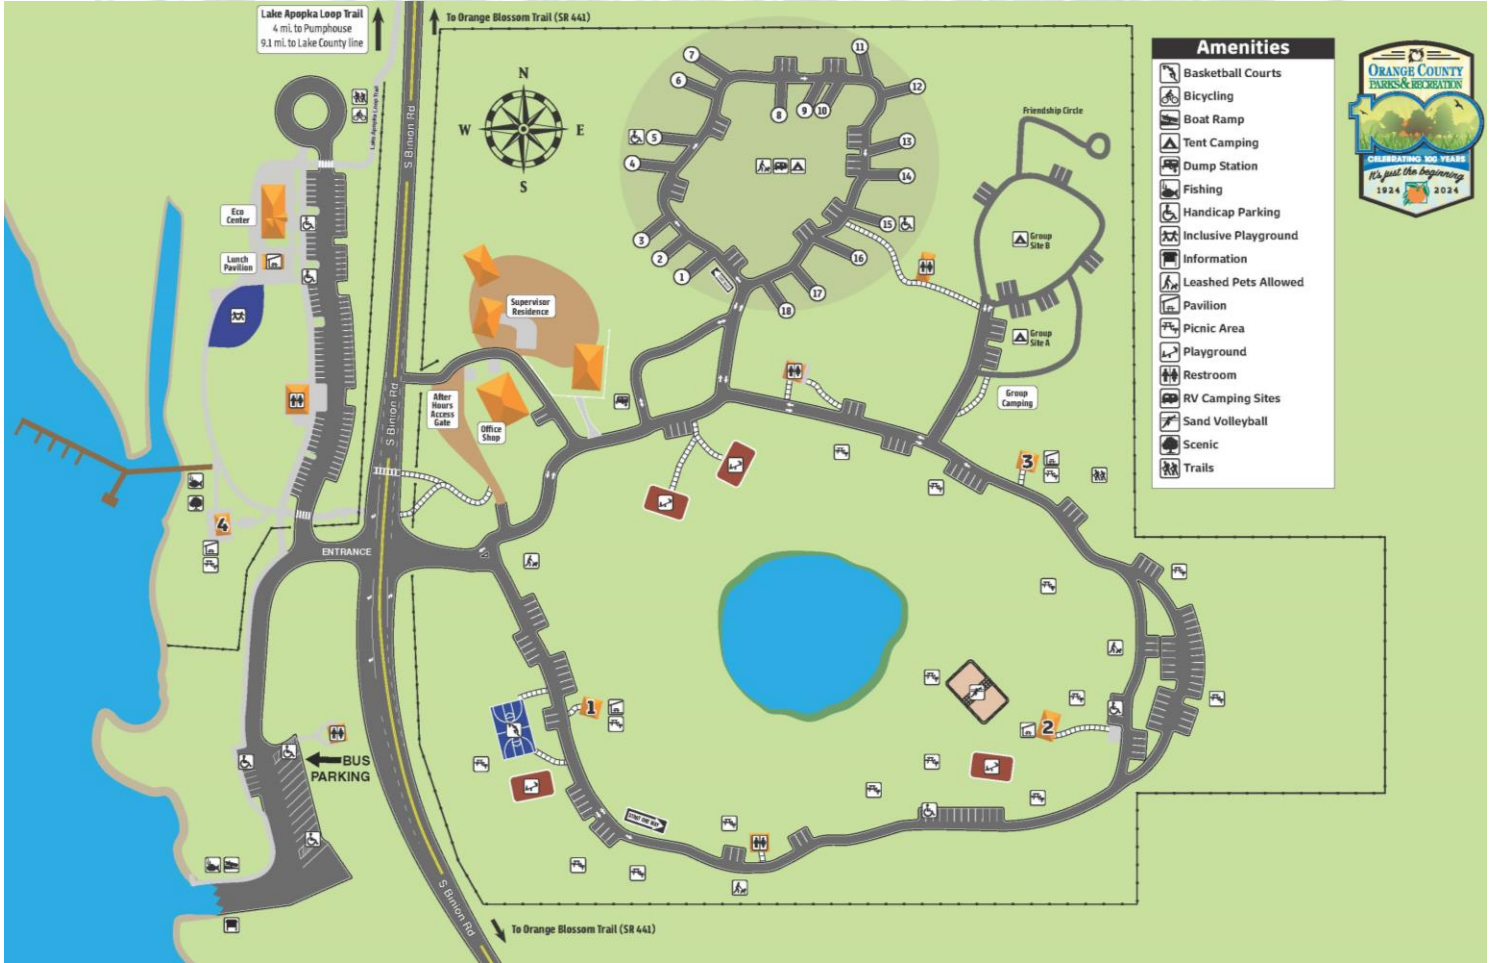 Lake Apopka Loop Trail
4 mi. to Pumphouse
9.1 mi. to Lake County line
To Orange Blossom Trail (SR 441)
S Binion Rd
Lake Apopka Loop Trail
N
W
E
S
Eco
Center
Lunch
Pavilion
7
6
5
4
3
2
1
8
9
10
11
12
13
14
15
16
17
18
Friendship Circle
Group
Site B
Group
Site A
Group
Camping
Supervisor
Residence
After
Hours
Access
Gate
Office
Shop
S Binion Rd
ENTRANCE
4
3
1
2
BUS
PARKING
S Binion Rd
To Orange Blossom Trail (SR 441)
Amenities
Basketball Courts
Bicycling
Boat Ramp
Tent Camping
Dump Station
Fishing
Handicap Parking
Inclusive Playground
Information
Leashed Pets Allowed
Pavilion
Picnic Area
Playground
Restroom
RV Camping Sites
Sand Volleyball
Scenic
Trails
ORANGE COUNTY
PARKS & RECREATION
100
CELEBRATING 100 YEARS
It's just the beginning
1924 2024